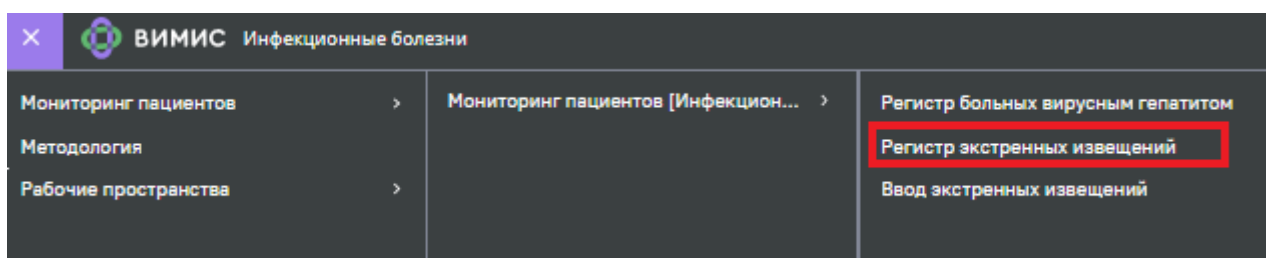 ВИМИС Инфекционные болезни
Мониторинг пациентов
Методология
Рабочие пространства
Мониторинг пациентов [Инфекцион...
Регистр больных вирусным гепатитом
Регистр экстренных извещений
Ввод экстренных извещений